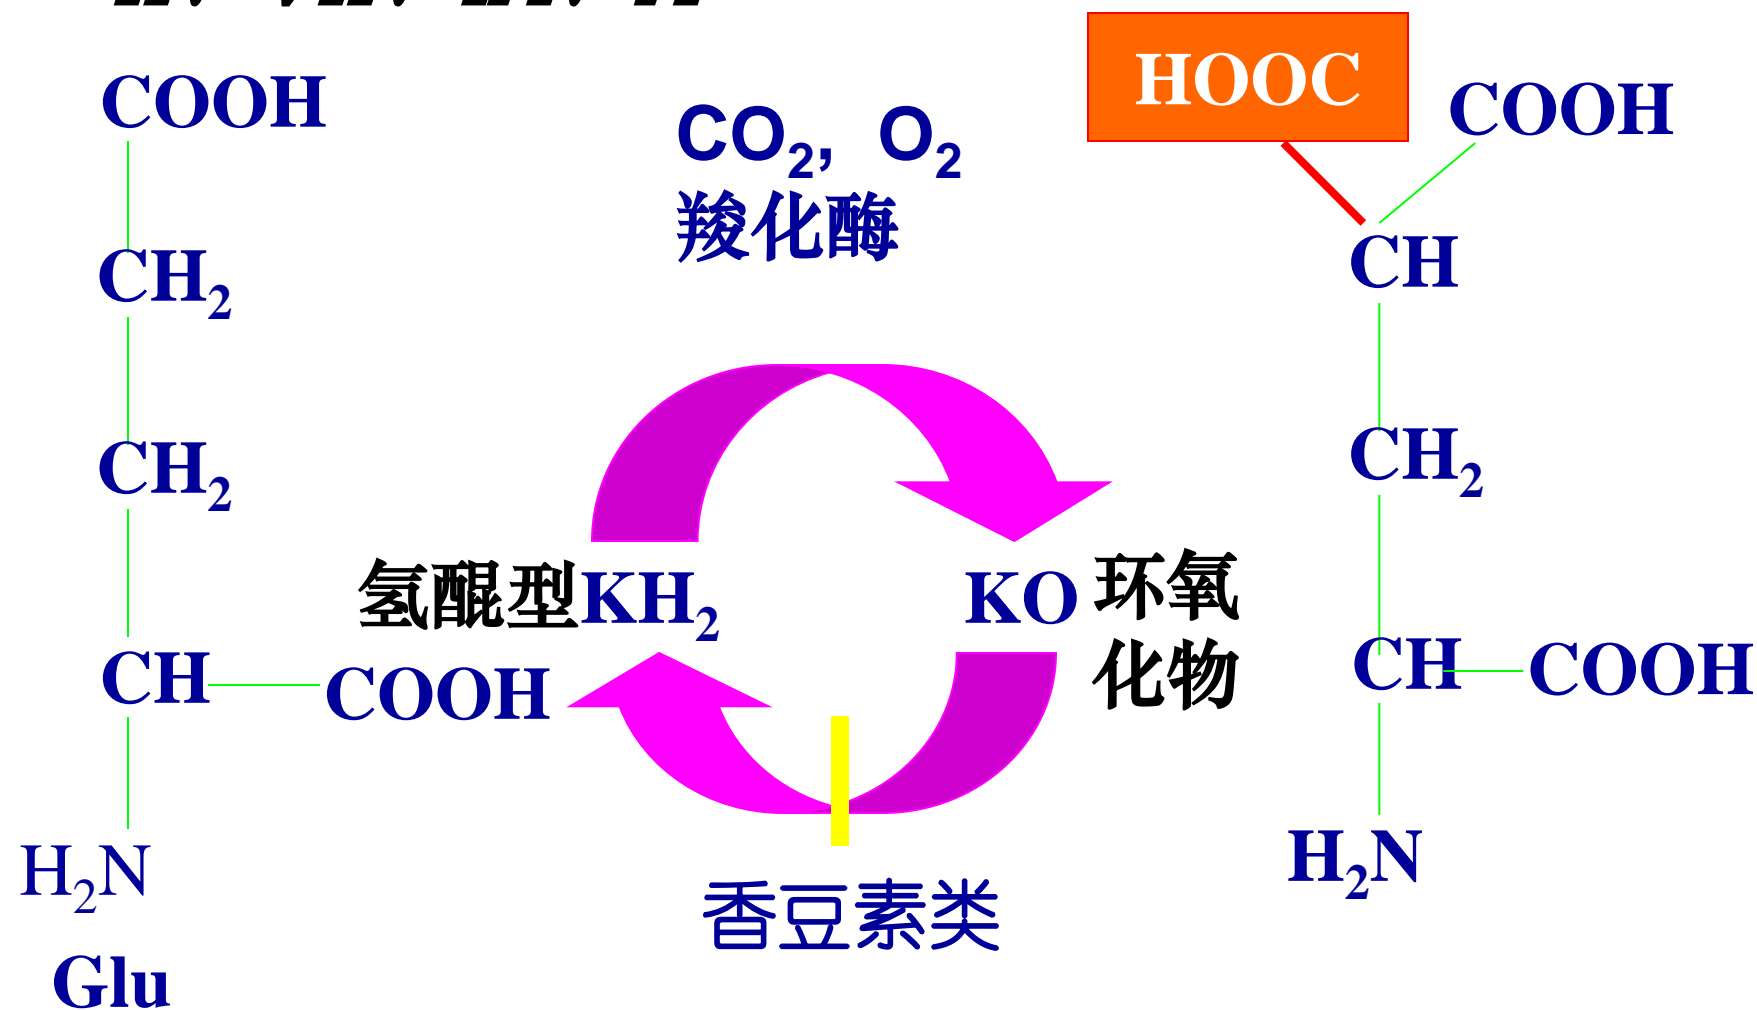 COOH
CH₂
CH₂
CH
COOH
H₂N
Glu
CO₂, O₂
羧化酶
氢醌型KH₂
KO 环氧
化物
香豆素类
HOOC
COOH
CH
CH₂
CH
COOH
H₂N